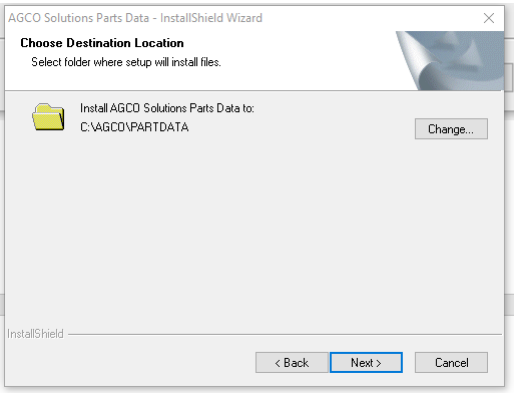 AGCO Solutions Parts Data - InstallShield Wizard
Choose Destination Location
Select folder where setup will install files.
Install AGCO Solutions Parts Data to:
C:\AGCO\PARTDATA
Change...
InstallShield
< Back
Next >
Cancel